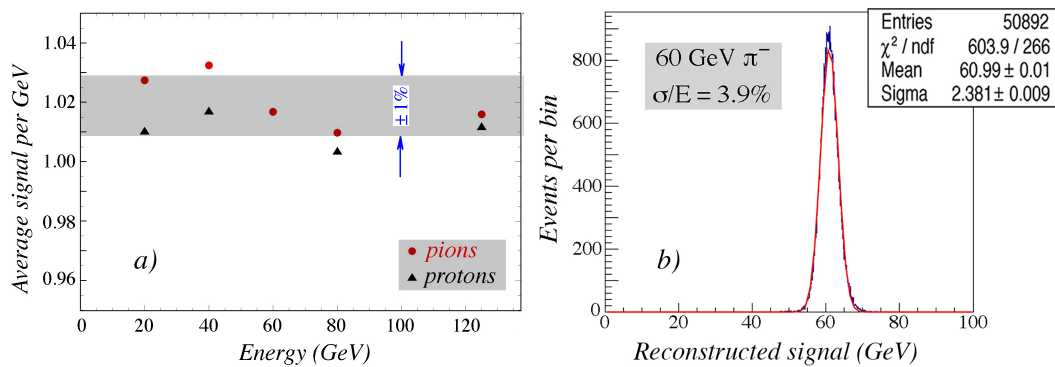 Average signal per GeV
1.04
1.02
1.00
0.98
0.96
±1%
a)
pions
protons
0 20 40 60 80 100 120
Energy (GeV)
Events per bin
800
600
400
200
0
60 GeV π⁻
σ/E = 3.9%
Entries 50892
χ² / ndf 603.9 / 266
Mean 60.99 ± 0.01
Sigma 2.381 ± 0.009
b)
0 20 40 60 80 100
Reconstructed signal (GeV)